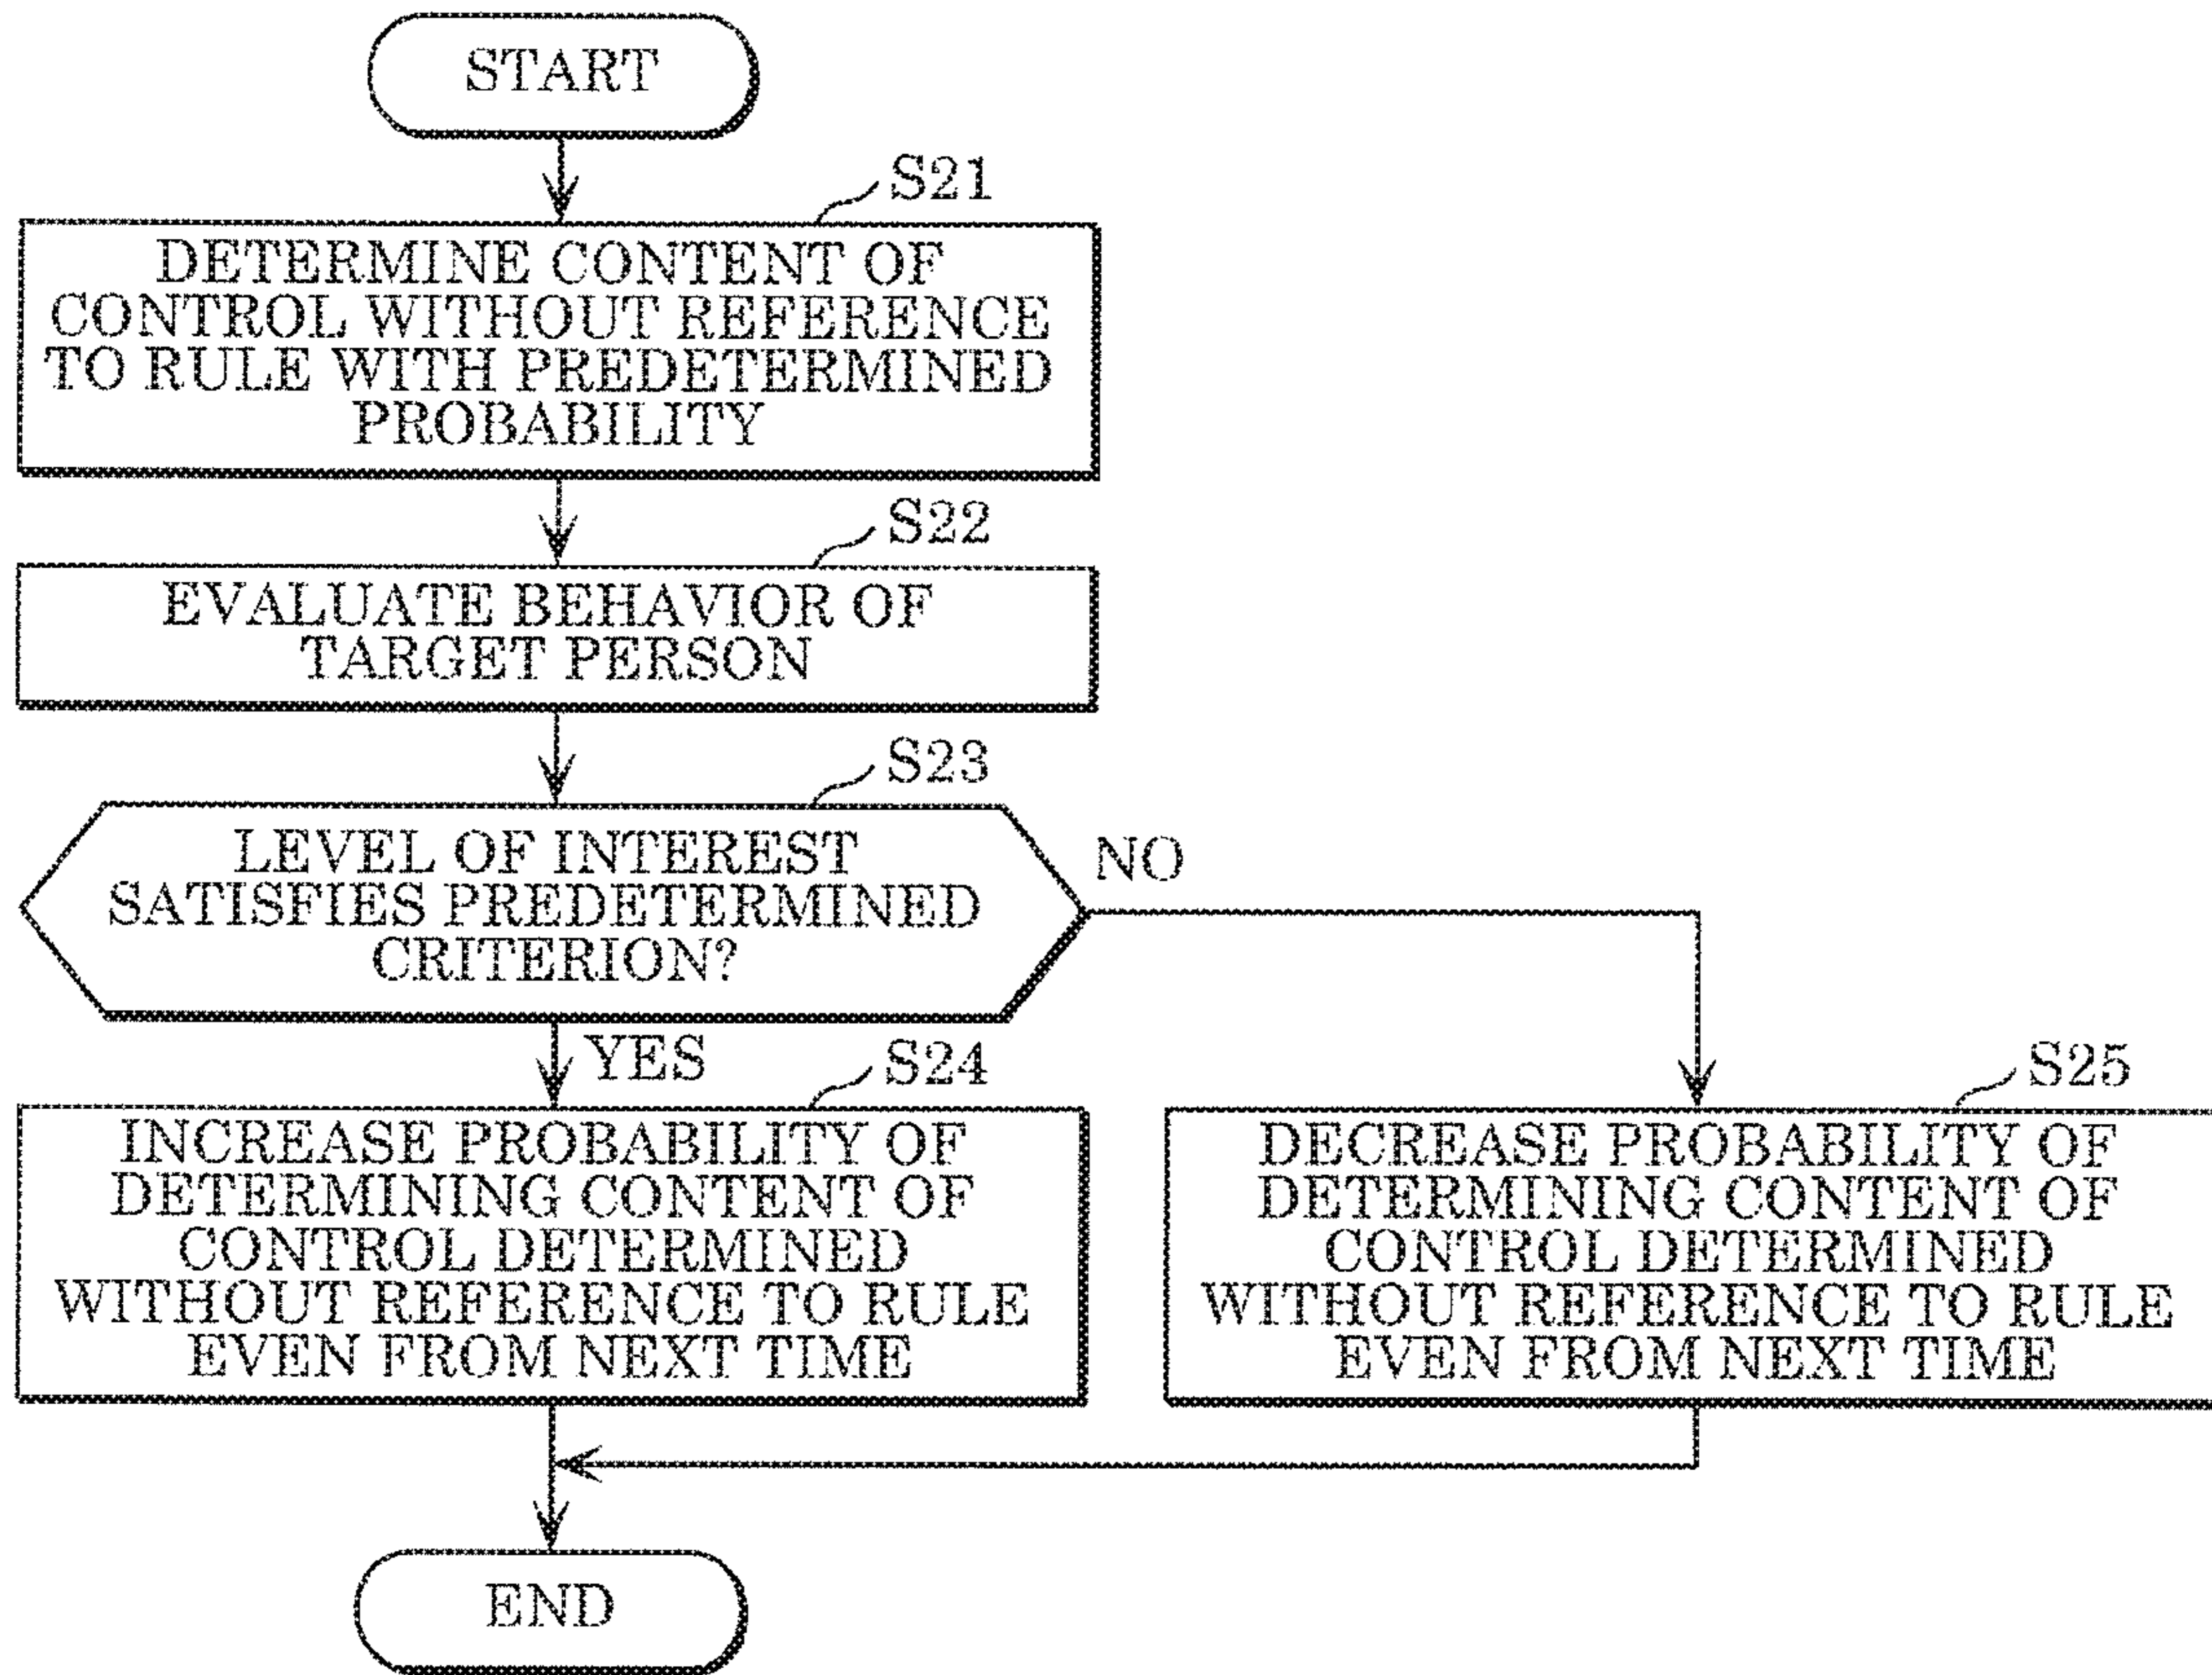 START
S21
DETERMINE CONTENT OF
CONTROL WITHOUT REFERENCE
TO RULE WITH PREDETERMINED
PROBABILITY
S22
EVALUATE BEHAVIOR OF
TARGET PERSON
S23
LEVEL OF INTEREST
SATISFIES PREDETERMINED
CRITERION?
NO
YES
S24
INCREASE PROBABILITY OF
DETERMINING CONTENT OF
CONTROL DETERMINED
WITHOUT REFERENCE TO RULE
EVEN FROM NEXT TIME
S25
DECREASE PROBABILITY OF
DETERMINING CONTENT OF
CONTROL DETERMINED
WITHOUT REFERENCE TO RULE
EVEN FROM NEXT TIME
END